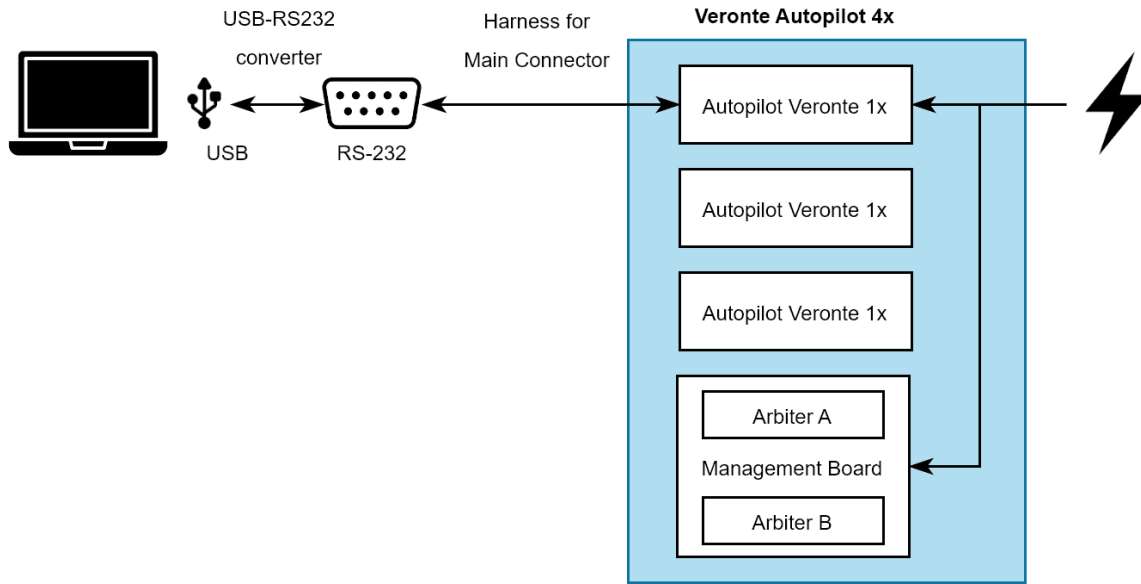 USB-RS232
converter
Harness for
Main Connector
Veronte Autopilot 4x
USB
RS-232
Autopilot Veronte 1x
Autopilot Veronte 1x
Autopilot Veronte 1x
Arbiter A
Management Board
Arbiter B